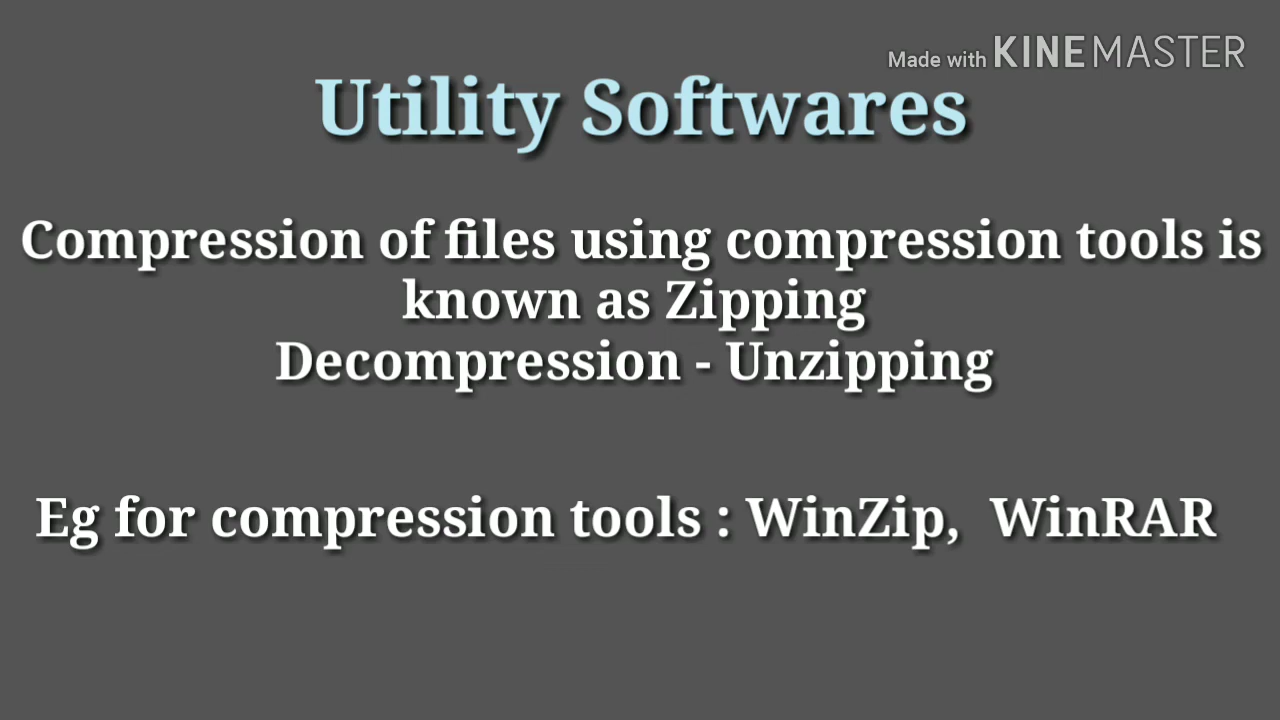 Made with KINEMASTER
Utility Softwares
Compression of files using compression tools is
known as Zipping
Decompression - Unzipping
Eg for compression tools : WinZip, WinRAR